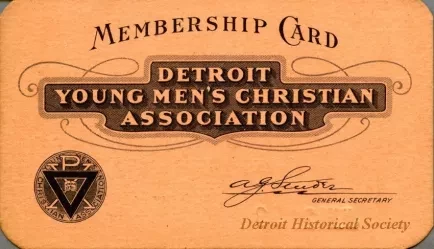 MEMBERSHIP CARD
DETROIT
YOUNG MEN'S CHRISTIAN
ASSOCIATION
GENERAL SECRETARY
Detroit Historical Society